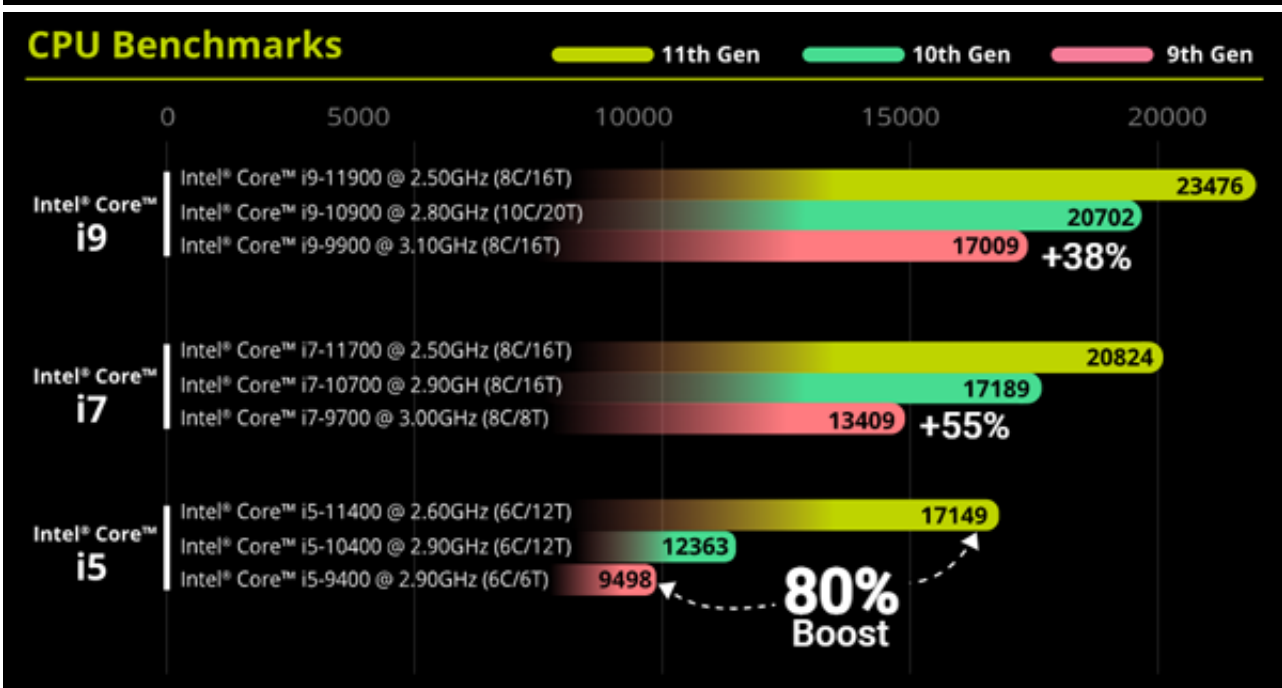 CPU Benchmarks
11th Gen 10th Gen 9th Gen
0 5000 10000 15000 20000
Intel® Core™
i9
Intel® Core™ i9-11900 @ 2.50GHz (8C/16T) 23476
Intel® Core™ i9-10900 @ 2.80GHz (10C/20T) 20702
Intel® Core™ i9-9900 @ 3.10GHz (8C/16T) 17009 +38%
Intel® Core™
i7
Intel® Core™ i7-11700 @ 2.50GHz (8C/16T) 20824
Intel® Core™ i7-10700 @ 2.90GH (8C/16T) 17189
Intel® Core™ i7-9700 @ 3.00GHz (8C/8T) 13409 +55%
Intel® Core™
i5
Intel® Core™ i5-11400 @ 2.60GHz (6C/12T) 17149
Intel® Core™ i5-10400 @ 2.90GHz (6C/12T) 12363
Intel® Core™ i5-9400 @ 2.90GHz (6C/6T) 9498
80%
Boost